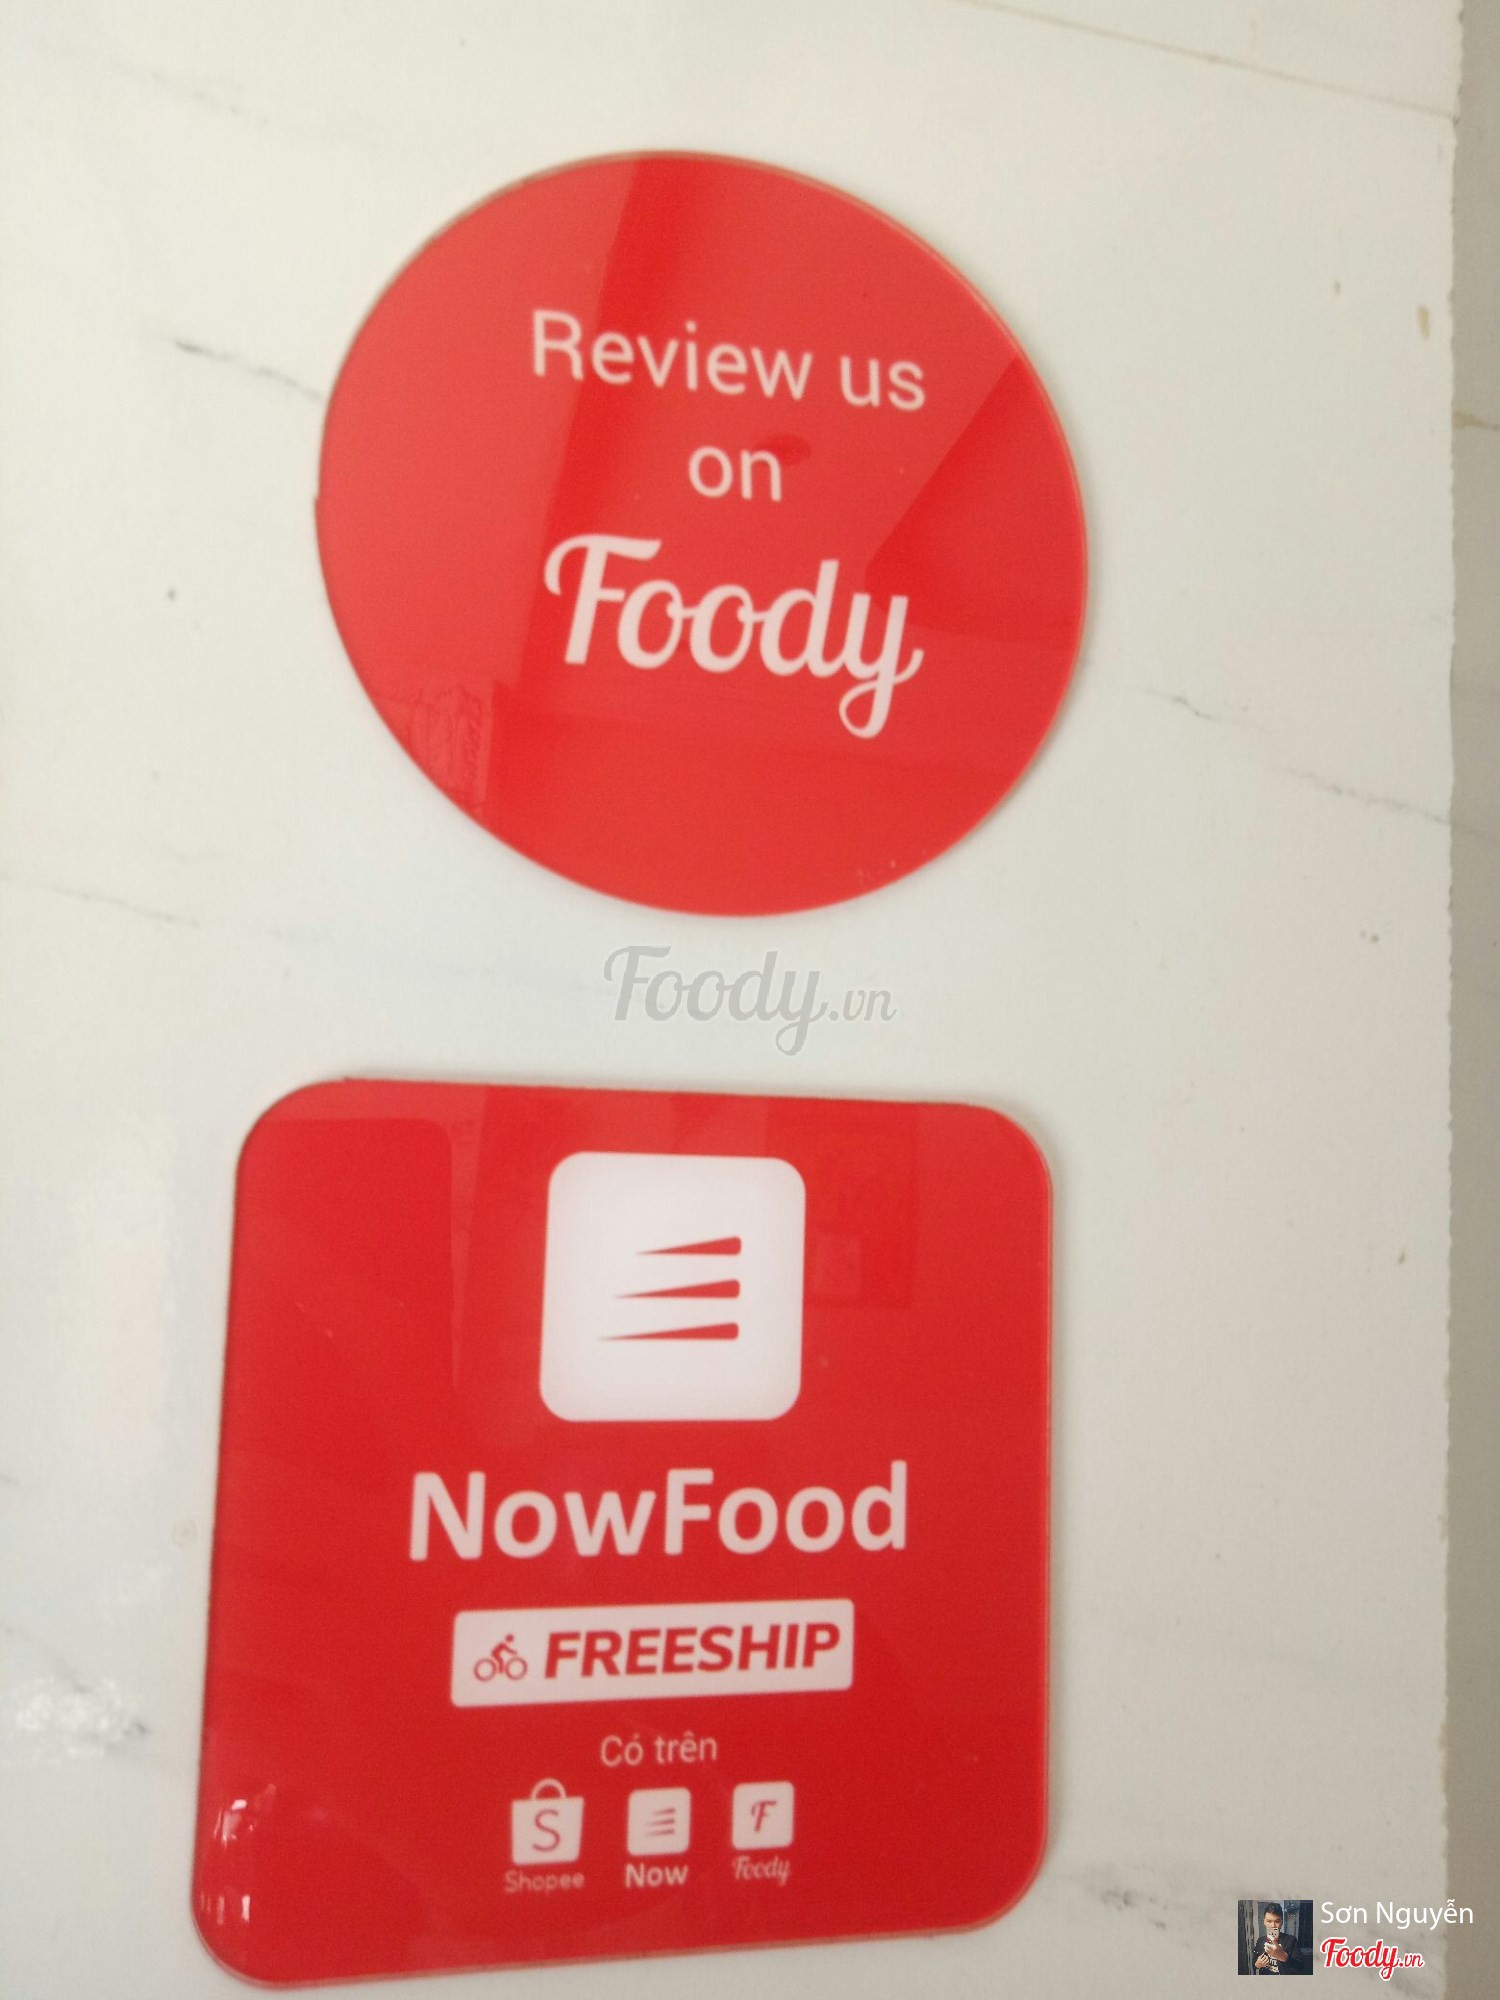 Review us
on
Foody
Foody.vn
NowFood
FREESHIP
Có trên
S
F
Shopee
Now
Foody
Sơn Nguyễn
Foody.vn